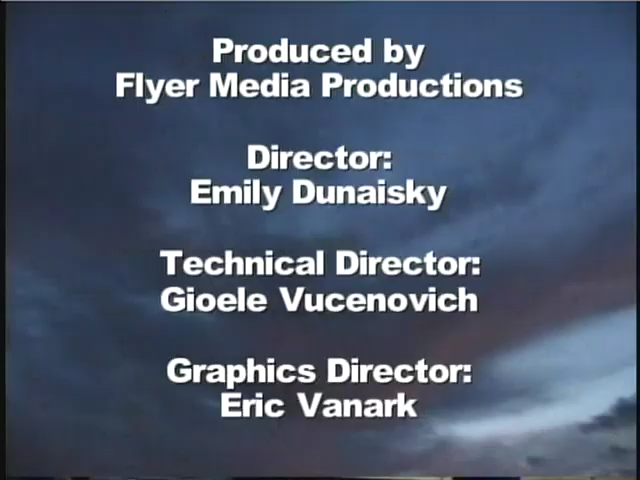 Produced by
Flyer Media Productions
Director:
Emily Dunaisky
Technical Director:
Gioele Vucenovich
Graphics Director:
Eric Vanark